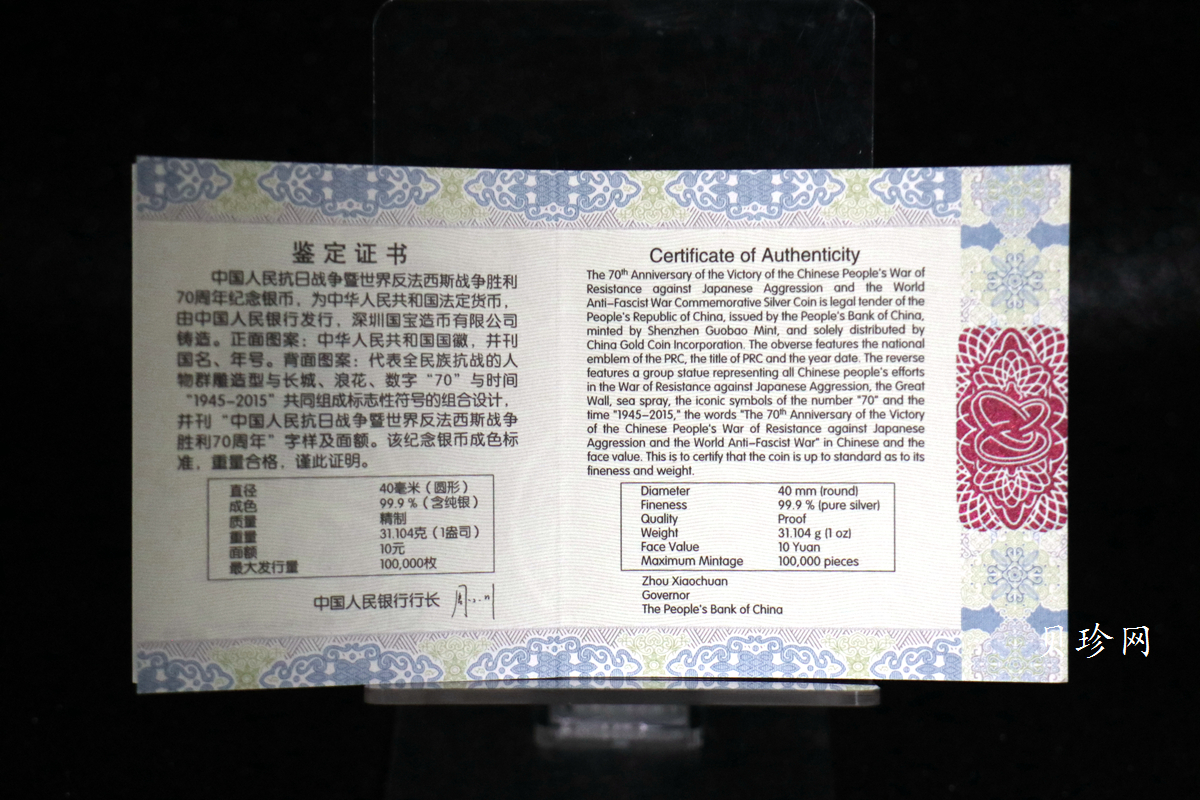 鉴定证书
中国人民抗日战争暨世界反法西斯战争胜利
70周年纪念银币，为中华人民共和国法定货币，
由中国人民银行发行，深圳国宝造币有限公司
铸造。正面图案：中华人民共和国国徽，并刊
国名、年号。背面图案：代表全民族抗战的人
物群雕造型与长城、浪花、数字“70”与时间
“1945-2015”共同组成标志性符号的组合设计，
并刊“中国人民抗日战争暨世界反法西斯战争
胜利70周年”字样及面额。该纪念银币成色标
准，重量合格，谨此证明。
直径 40毫米（圆形）
成色 99.9％（含纯银）
质量 精制
重量 31.104克（1盎司）
面额 10元
最大发行量 100,000枚
中国人民银行行长
Certificate of Authenticity
The 70th Anniversary of the Victory of the Chinese People's War of
Resistance against Japanese Aggression and the World
Anti-Fascist War Commemorative Silver Coin is legal tender of the
People's Republic of China, issued by the People's Bank of China,
minted by Shenzhen Guobao Mint, and solely distributed by
China Gold Coin Incorporation. The obverse features the national
emblem of the PRC, the title of PRC and the year date. The reverse
features a group statue representing all Chinese people's efforts
in the War of Resistance against Japanese Aggression, the Great
Wall, sea spray, the iconic symbols of the number "70" and the
time "1945-2015," the words "The 70th Anniversary of the Victory
of the Chinese People's War of Resistance against Japanese
Aggression and the World Anti-Fascist War" in Chinese and the
face value. This is to certify that the coin is up to standard as to its
fineness and weight.
Diameter 40 mm (round)
Fineness 99.9 % (pure silver)
Quality Proof
Weight 31.104 g (1 oz)
Face Value 10 Yuan
Maximum Mintage 100,000 pieces
Zhou Xiaochuan
Governor
The People's Bank of China
贝珍网